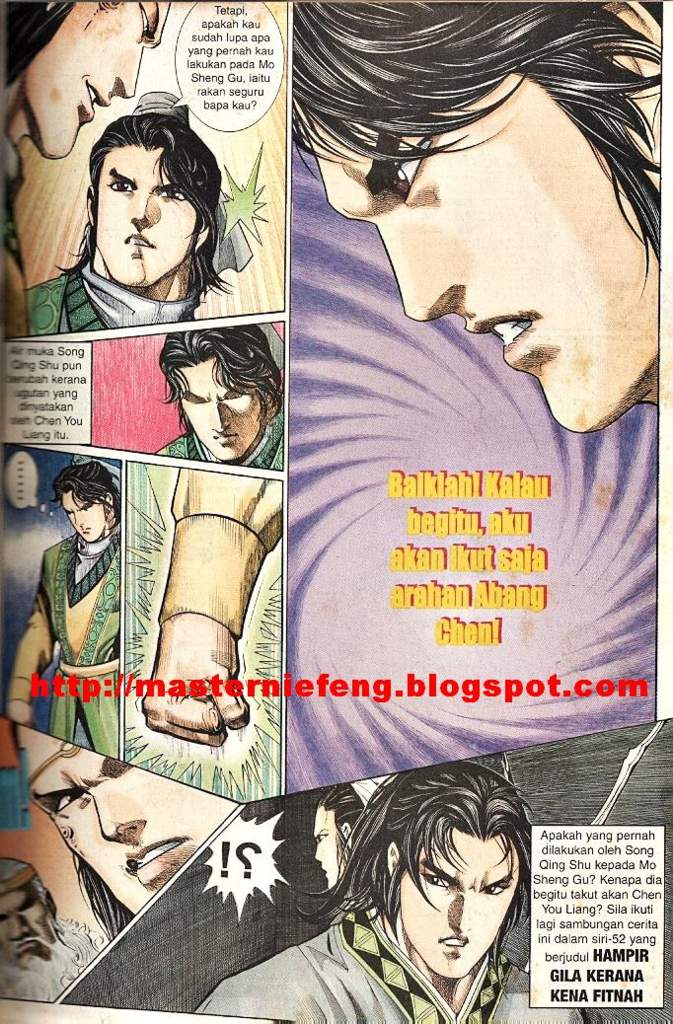 Tetapi,
apakah kau
sudah lupa apa
yang pernah kau
lakukan pada Mo
Sheng Gu, iaitu
rakan seguru
bapa kau?
muka Song
Qing Shu pun
berubah kerana
ugutan yang
dinyatakan
oleh Chen You
Liang itu.
Baiklah! Kalau
begitu, aku
akan ikut saja
arahan Abang
Chen!
http://masterniefeng.blogspot.com
?!
Apakah yang pernah
dilakukan oleh Song
Qing Shu kepada Mo
Sheng Gu? Kenapa dia
begitu takut akan Chen
You Liang? Sila ikuti
lagi sambungan cerita
ini dalam siri-52 yang
berjudul HAMPIR
GILA KERANA
KENA FITNAH